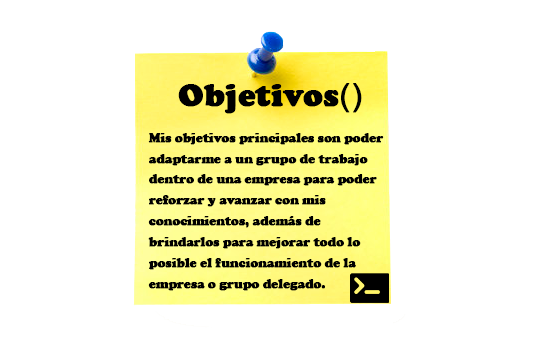 Objetivos()
Mis objetivos principales son poder
adaptarme a un grupo de trabajo
dentro de una empresa para poder
reforzar y avanzar con mis
conocimientos, además de
brindarlos para mejorar todo lo
posible el funcionamiento de la
empresa o grupo delegado.